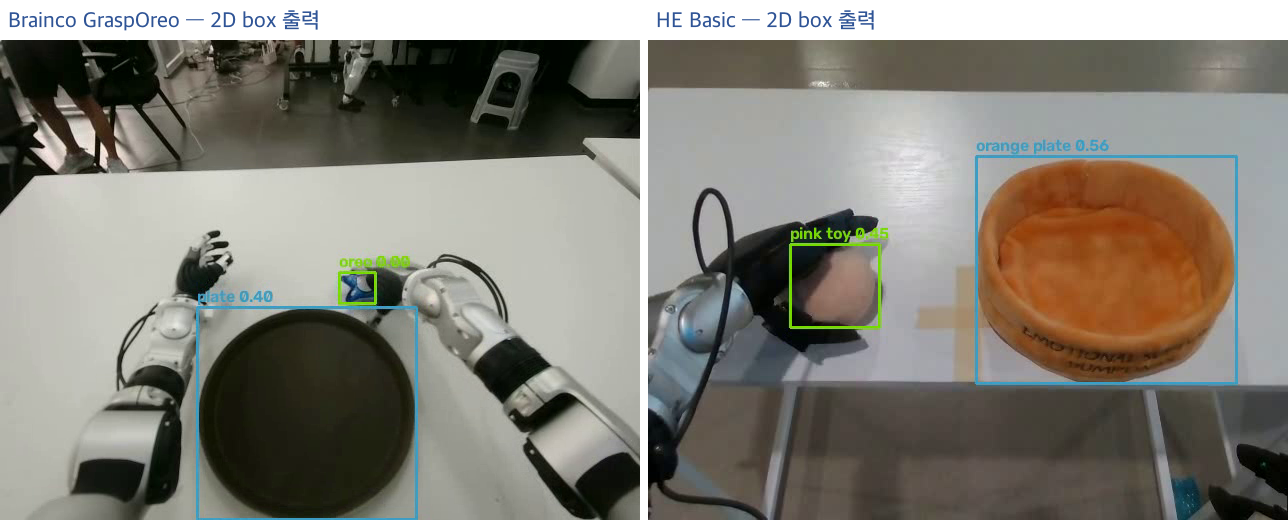 Brainco GraspOreo — 2D box 출력
HE Basic — 2D box 출력
orange plate 0.56
pink toy 0.45
plate 0.40
EMOTIONAL